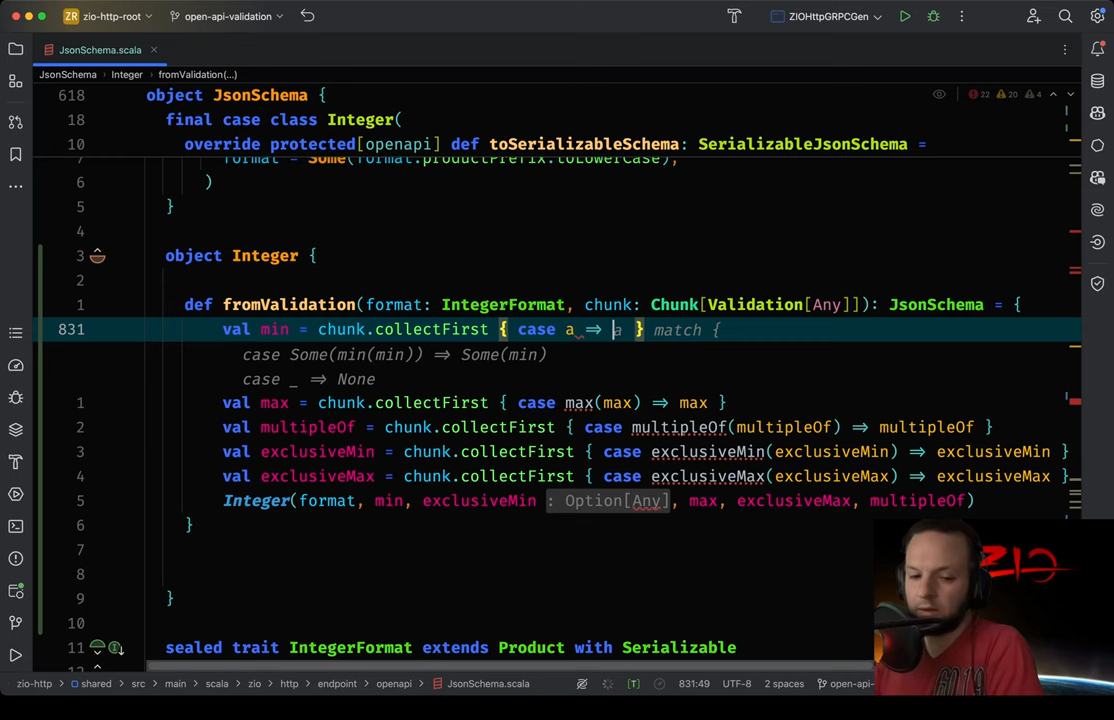 ZR zio-http-root open-api-validation ZIOHttpGRPCGen
JsonSchema.scala
JsonSchema Integer fromValidation(...)
618 object JsonSchema {
22 20 4
18 final case class Integer(
10 override protected[openapi] def toSerializableSchema: SerializableJsonSchema =
7 format = Some(format.productPrefix.toLowerCase),
6 )
5 }
4
3 object Integer {
2
1 def fromValidation(format: IntegerFormat, chunk: Chunk[Validation[Any]]): JsonSchema = {
831 val min = chunk.collectFirst { case a => a } match {
case Some(min(min)) => Some(min)
case _ => None
1 val max = chunk.collectFirst { case max(max) => max }
2 val multipleOf = chunk.collectFirst { case multipleOf(multipleOf) => multipleOf }
3 val exclusiveMin = chunk.collectFirst { case exclusiveMin(exclusiveMin) => exclusiveMin }
4 val exclusiveMax = chunk.collectFirst { case exclusiveMax(exclusiveMax) => exclusiveMax }
5 Integer(format, min, exclusiveMin : Option[Any], max, exclusiveMax, multipleOf)
6 }
7
8
9 }
10
11 sealed trait IntegerFormat extends Product with Serializable
ZIO
zio-http shared src main scala zio http endpoint openapi JsonSchema.scala 831:49 UTF-8 2 spaces open-api-